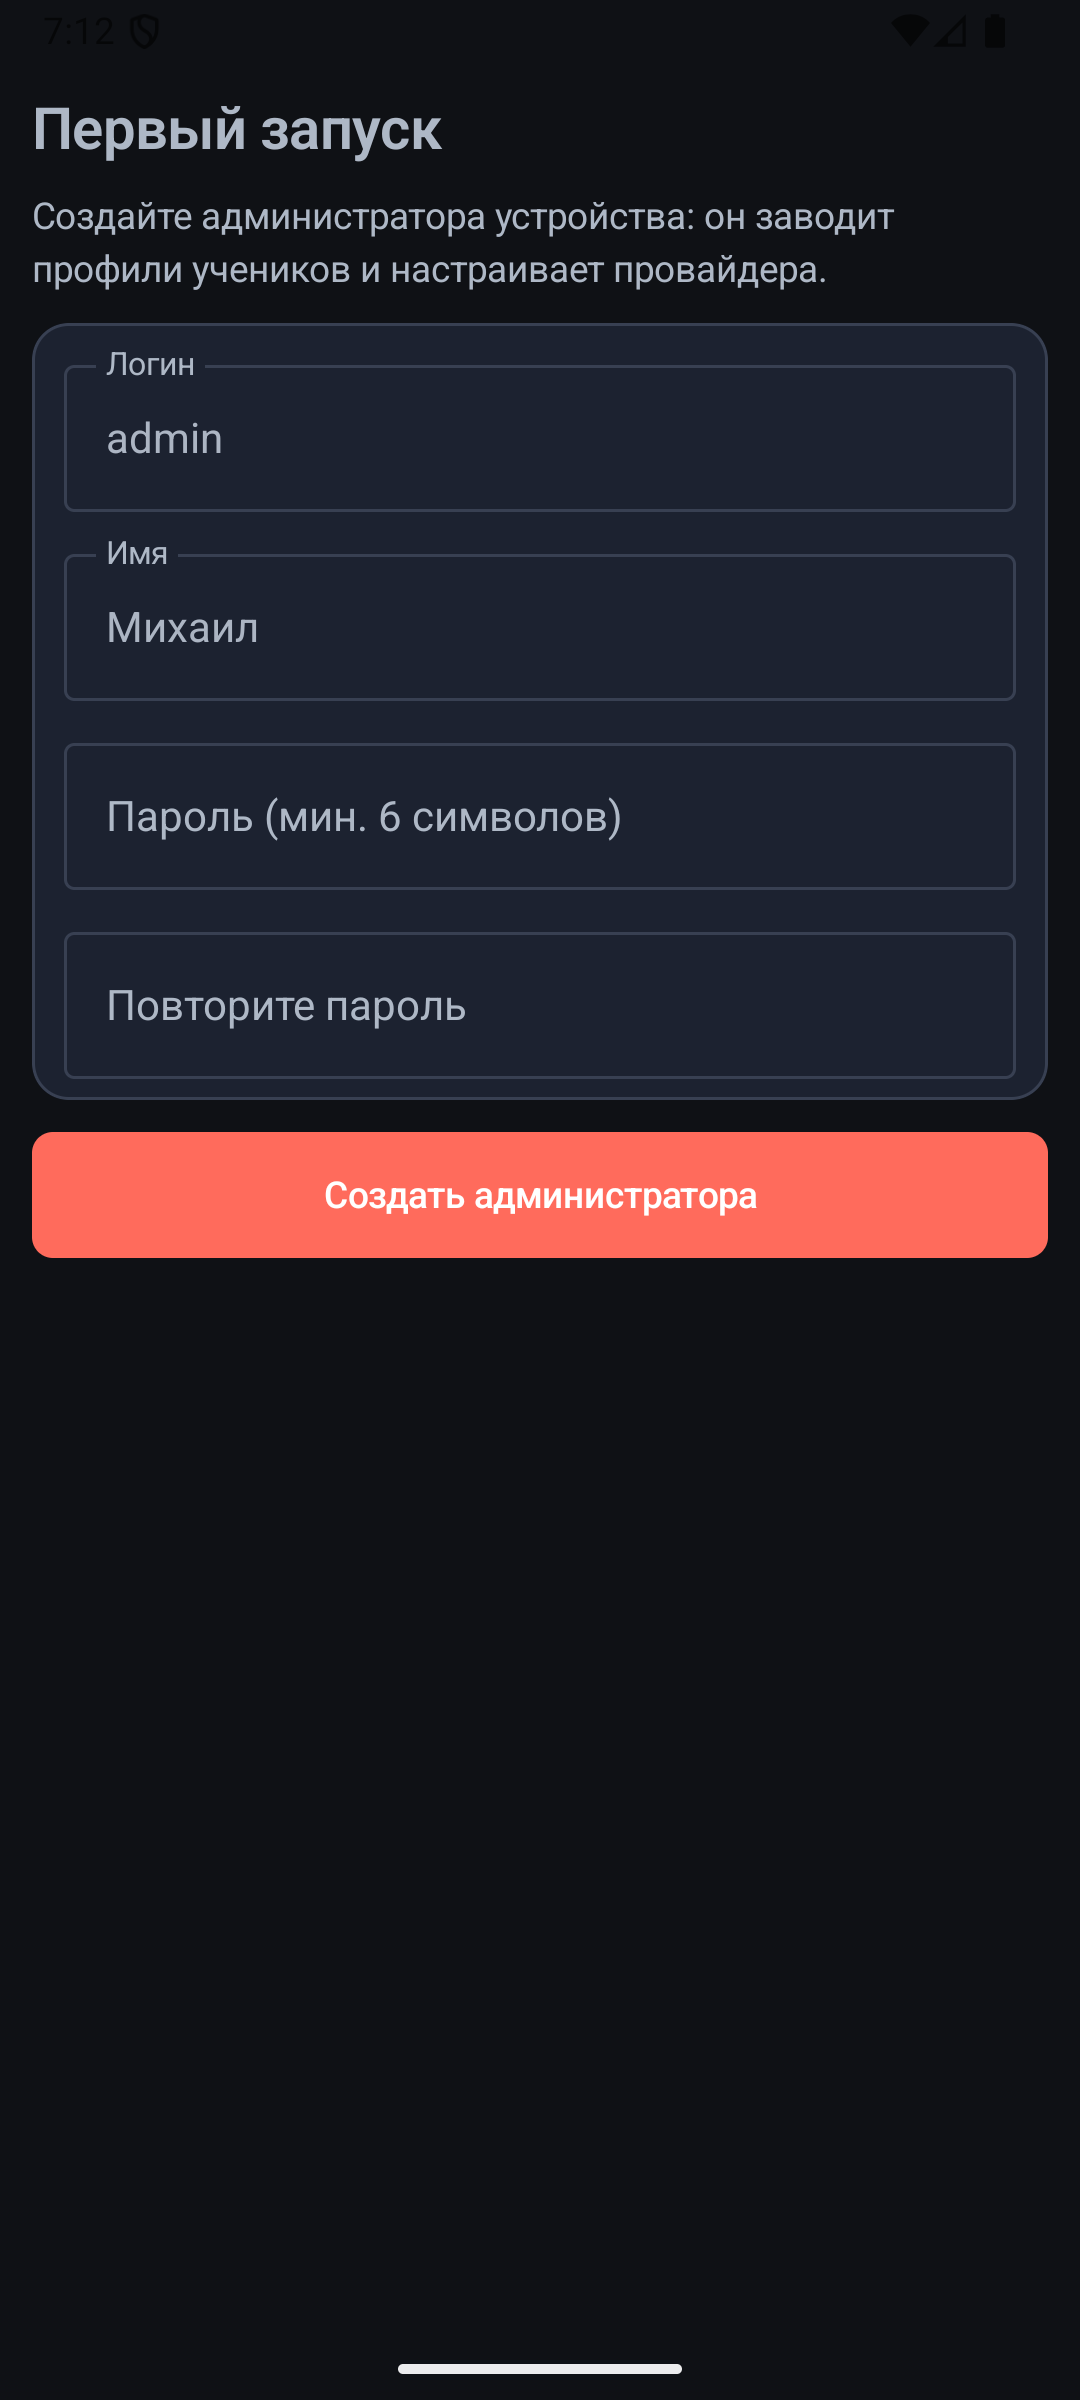 7:12
Первый запуск
Создайте администратора устройства: он заводит
профили учеников и настраивает провайдера.
Логин
admin
Имя
Михаил
Пароль (мин. 6 символов)
Повторите пароль
Создать администратора